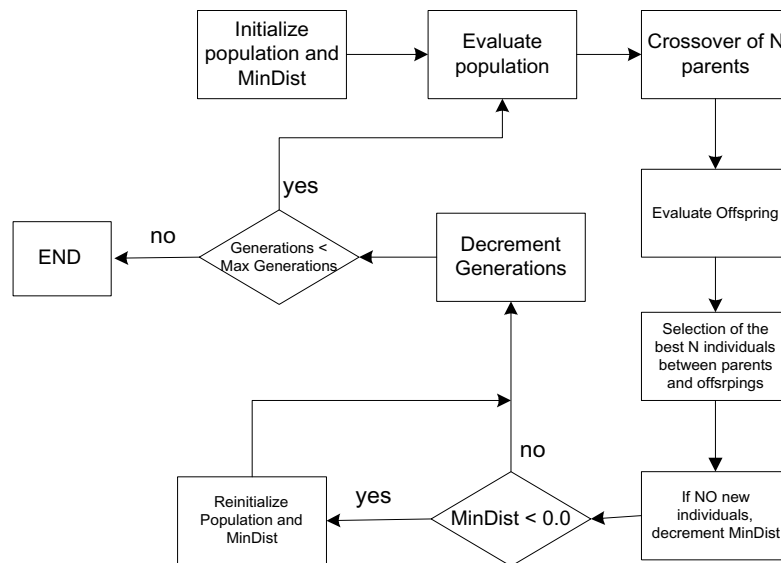 Initialize
population and
MinDist
Evaluate
population
Crossover of N
parents
Evaluate Offspring
Selection of the
best N individuals
between parents
and offsrpings
If NO new
individuals,
decrement MinDist
MinDist < 0.0
yes
no
Reinitialize
Population and
MinDist
Decrement
Generations
Generations <
Max Generations
yes
no
END